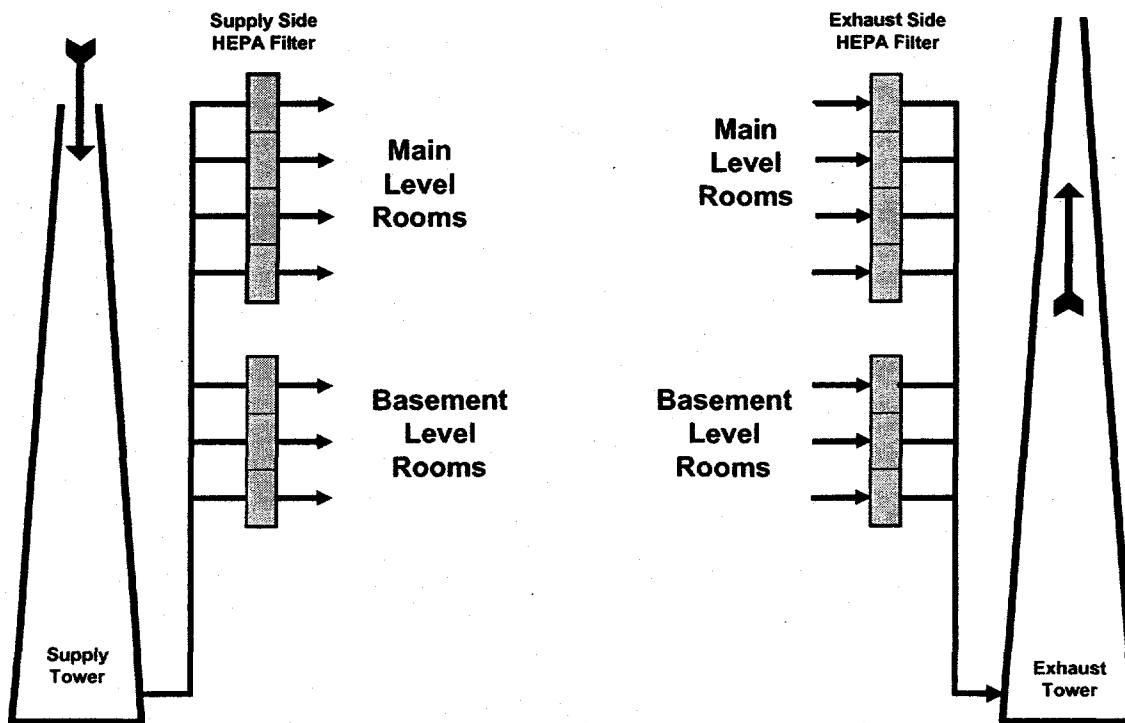 Supply Side
HEPA Filter
Exhaust Side
HEPA Filter
Main
Level
Rooms
Main
Level
Rooms
Basement
Level
Rooms
Basement
Level
Rooms
Supply
Tower
Exhaust
Tower